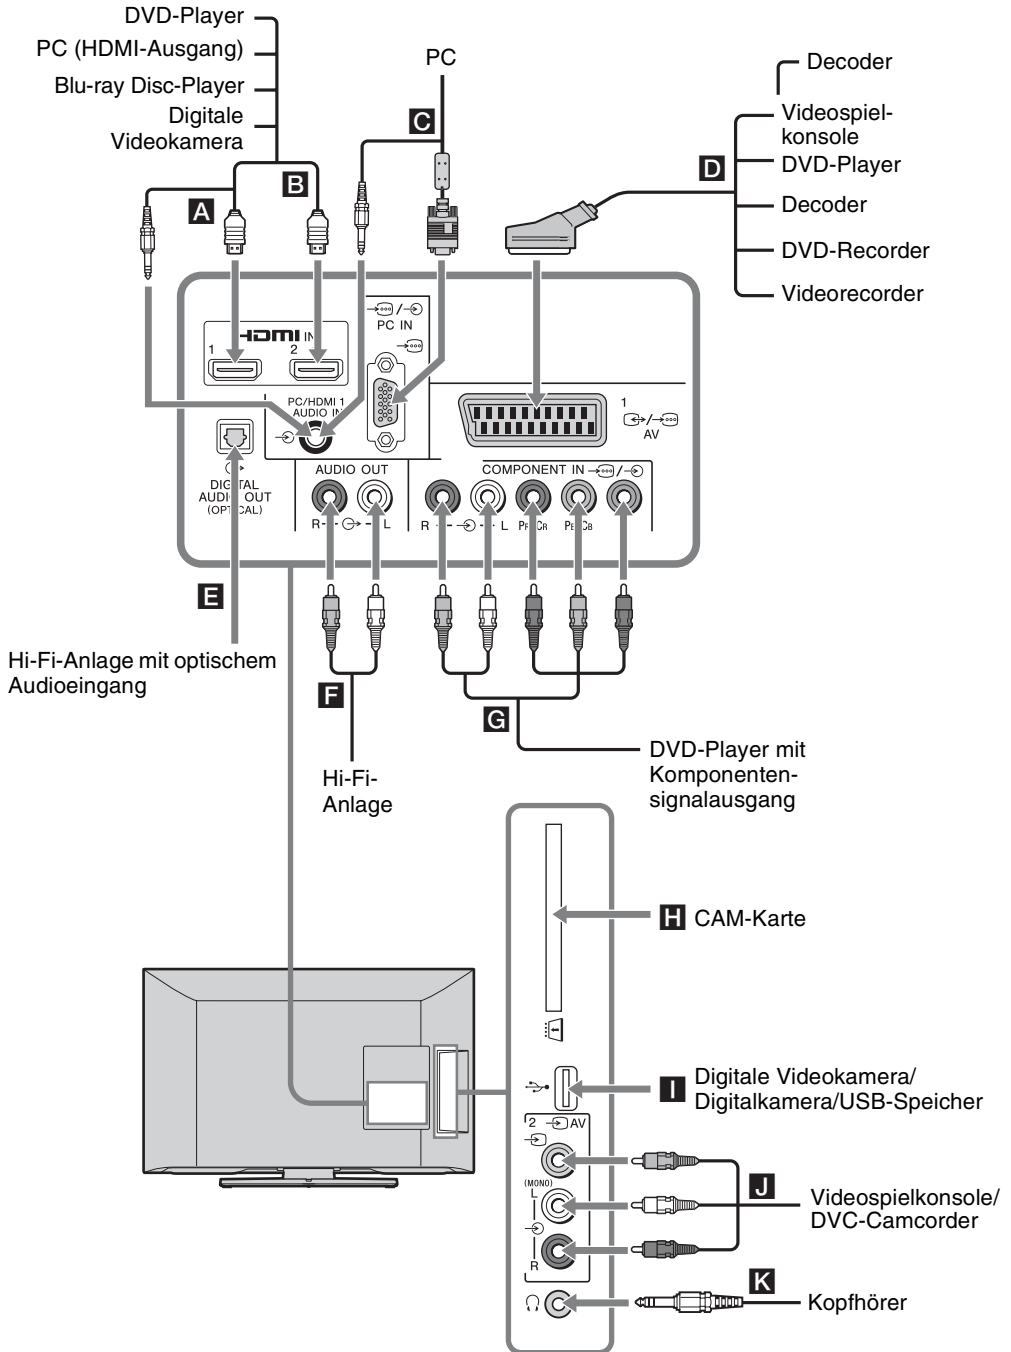 DVD-Player
PC (HDMI-Ausgang)
Blu-ray Disc-Player
Digitale
Videokamera
PC
Decoder
Videospiel-
konsole
DVD-Player
Decoder
DVD-Recorder
Videorecorder
A
B
C
D
HDMI IN
1
2
PC IN
PC/HDMI 1
AUDIO IN
1
AV
DIGITAL
AUDIO OUT
(OPTICAL)
AUDIO OUT
R
L
COMPONENT IN
R
L
PR/CR
PB/CB
E
Hi-Fi-Anlage mit optischem
Audioeingang
F
Hi-Fi-
Anlage
G
DVD-Player mit
Komponenten-
signalausgang
H CAM-Karte
I Digitale Videokamera/
Digitalkamera/USB-Speicher
2
AV
(MONO)
L
R
J
Videospielkonsole/
DVC-Camcorder
K
Kopfhörer